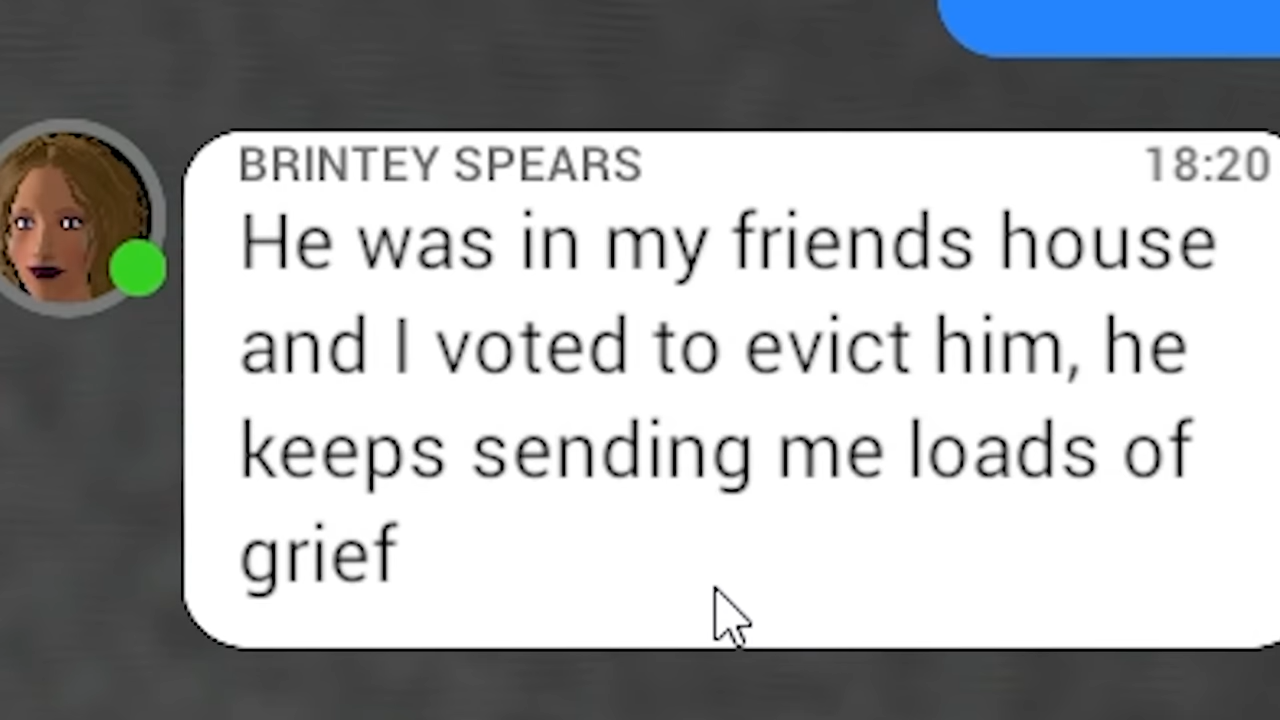 BRINTEY SPEARS 18:20
He was in my friends house
and I voted to evict him, he
keeps sending me loads of
grief